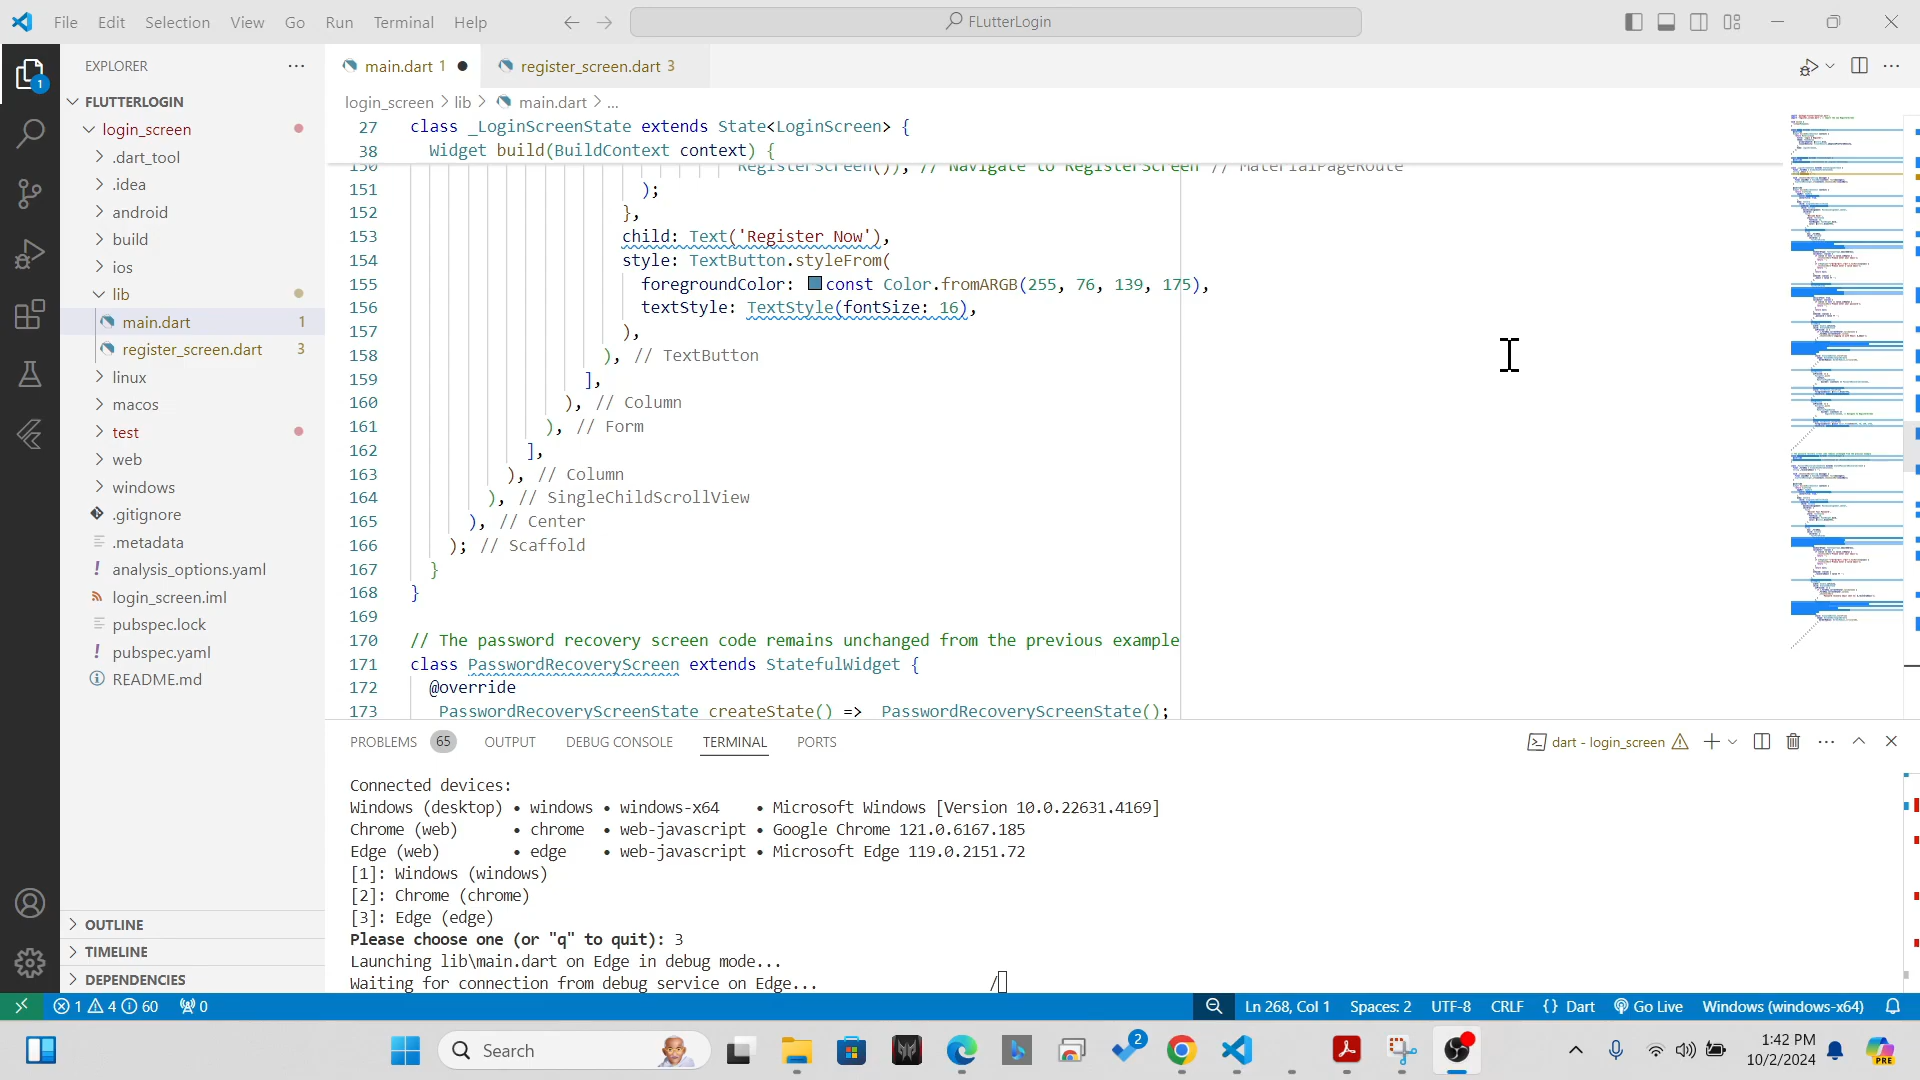 File Edit Selection View Go Run Terminal Help
FLutterLogin
EXPLORER
1
main.dart 1
register_screen.dart 3
FLUTTERLOGIN
login_screen > lib > main.dart > ...
login_screen
.dart_tool
.idea
android
build
ios
lib
main.dart 1
register_screen.dart 3
linux
macos
test
web
windows
.gitignore
.metadata
! analysis_options.yaml
login_screen.iml
pubspec.lock
! pubspec.yaml
README.md
OUTLINE
TIMELINE
DEPENDENCIES
27 class _LoginScreenState extends State<LoginScreen> {
38 Widget build(BuildContext context) {
150 RegisterScreen()), // Navigate to RegisterScreen // MaterialPageRoute
151 );
152 },
153 child: Text('Register Now'),
154 style: TextButton.styleFrom(
155 foregroundColor: const Color.fromARGB(255, 76, 139, 175),
156 textStyle: TextStyle(fontSize: 16),
157 ),
158 ), // TextButton
159 ],
160 ), // Column
161 ), // Form
162 ],
163 ), // Column
164 ), // SingleChildScrollView
165 ), // Center
166 ); // Scaffold
167 }
168 }
169
170 // The password recovery screen code remains unchanged from the previous example
171 class PasswordRecoveryScreen extends StatefulWidget {
172 @override
173 PasswordRecoveryScreenState createState() => PasswordRecoveryScreenState();
PROBLEMS 65 OUTPUT DEBUG CONSOLE TERMINAL PORTS
dart - login_screen
Connected devices:
Windows (desktop) • windows • windows-x64 • Microsoft Windows [Version 10.0.22631.4169]
Chrome (web) • chrome • web-javascript • Google Chrome 121.0.6167.185
Edge (web) • edge • web-javascript • Microsoft Edge 119.0.2151.72
[1]: Windows (windows)
[2]: Chrome (chrome)
[3]: Edge (edge)
Please choose one (or "q" to quit): 3
Launching lib\main.dart on Edge in debug mode...
Waiting for connection from debug service on Edge... /
1 4 60 0
Ln 268, Col 1 Spaces: 2 UTF-8 CRLF {} Dart Go Live Windows (windows-x64)
Search
2
1:42 PM
10/2/2024
PRE